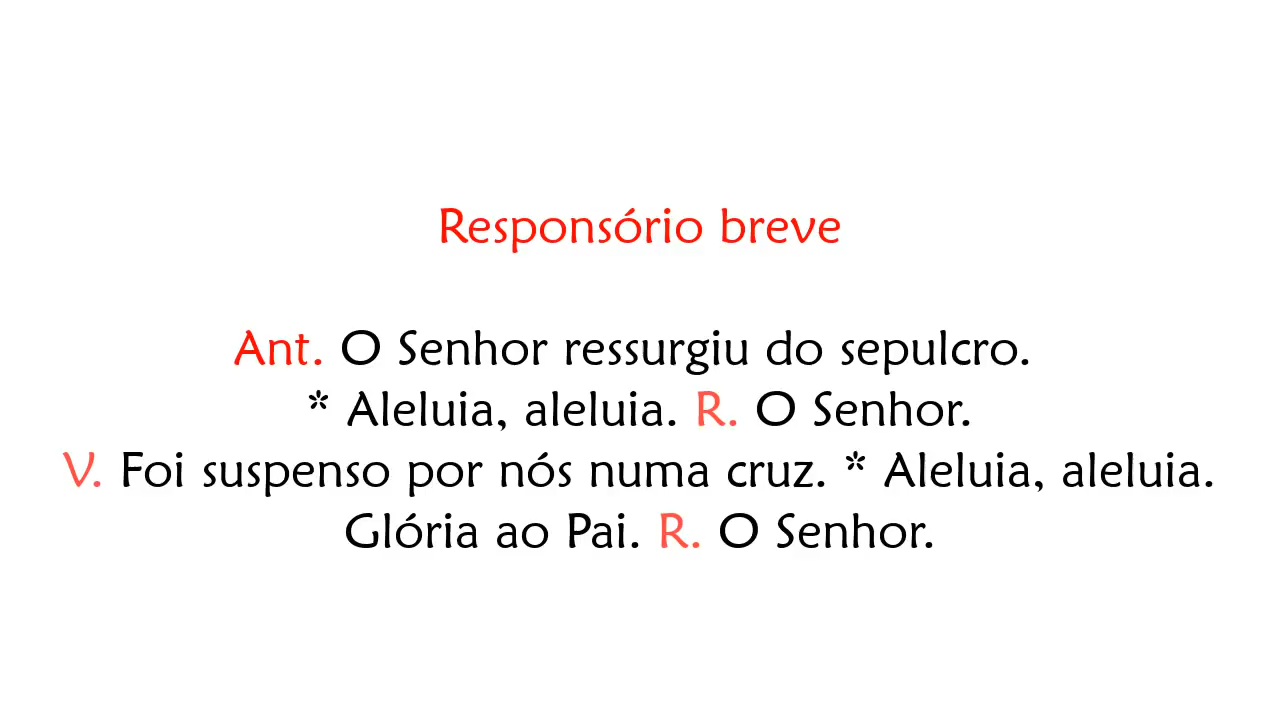 Responsório breve
Ant. O Senhor ressurgiu do sepulcro.
* Aleluia, aleluia. R. O Senhor.
V. Foi suspenso por nós numa cruz. * Aleluia, aleluia.
Glória ao Pai. R. O Senhor.